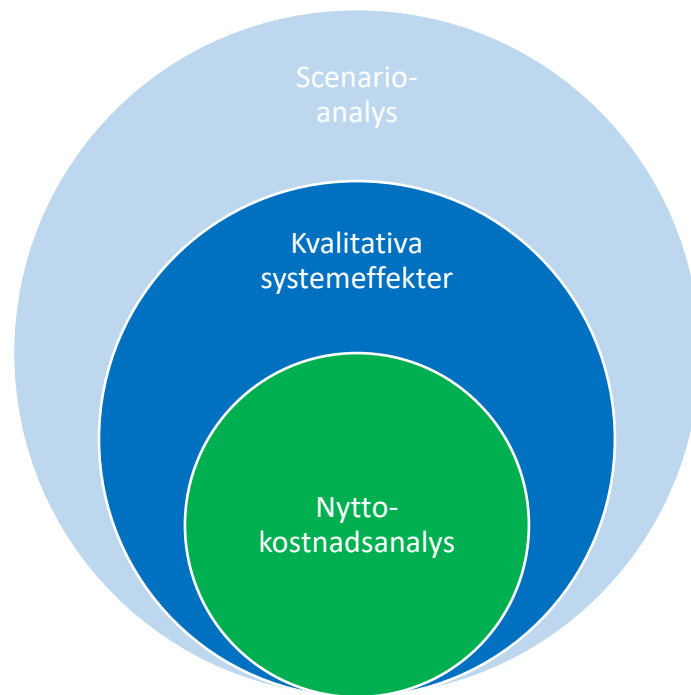 Scenario-
analys
Kvalitativa
systemeffekter
Nytto-
kostnadsanalys